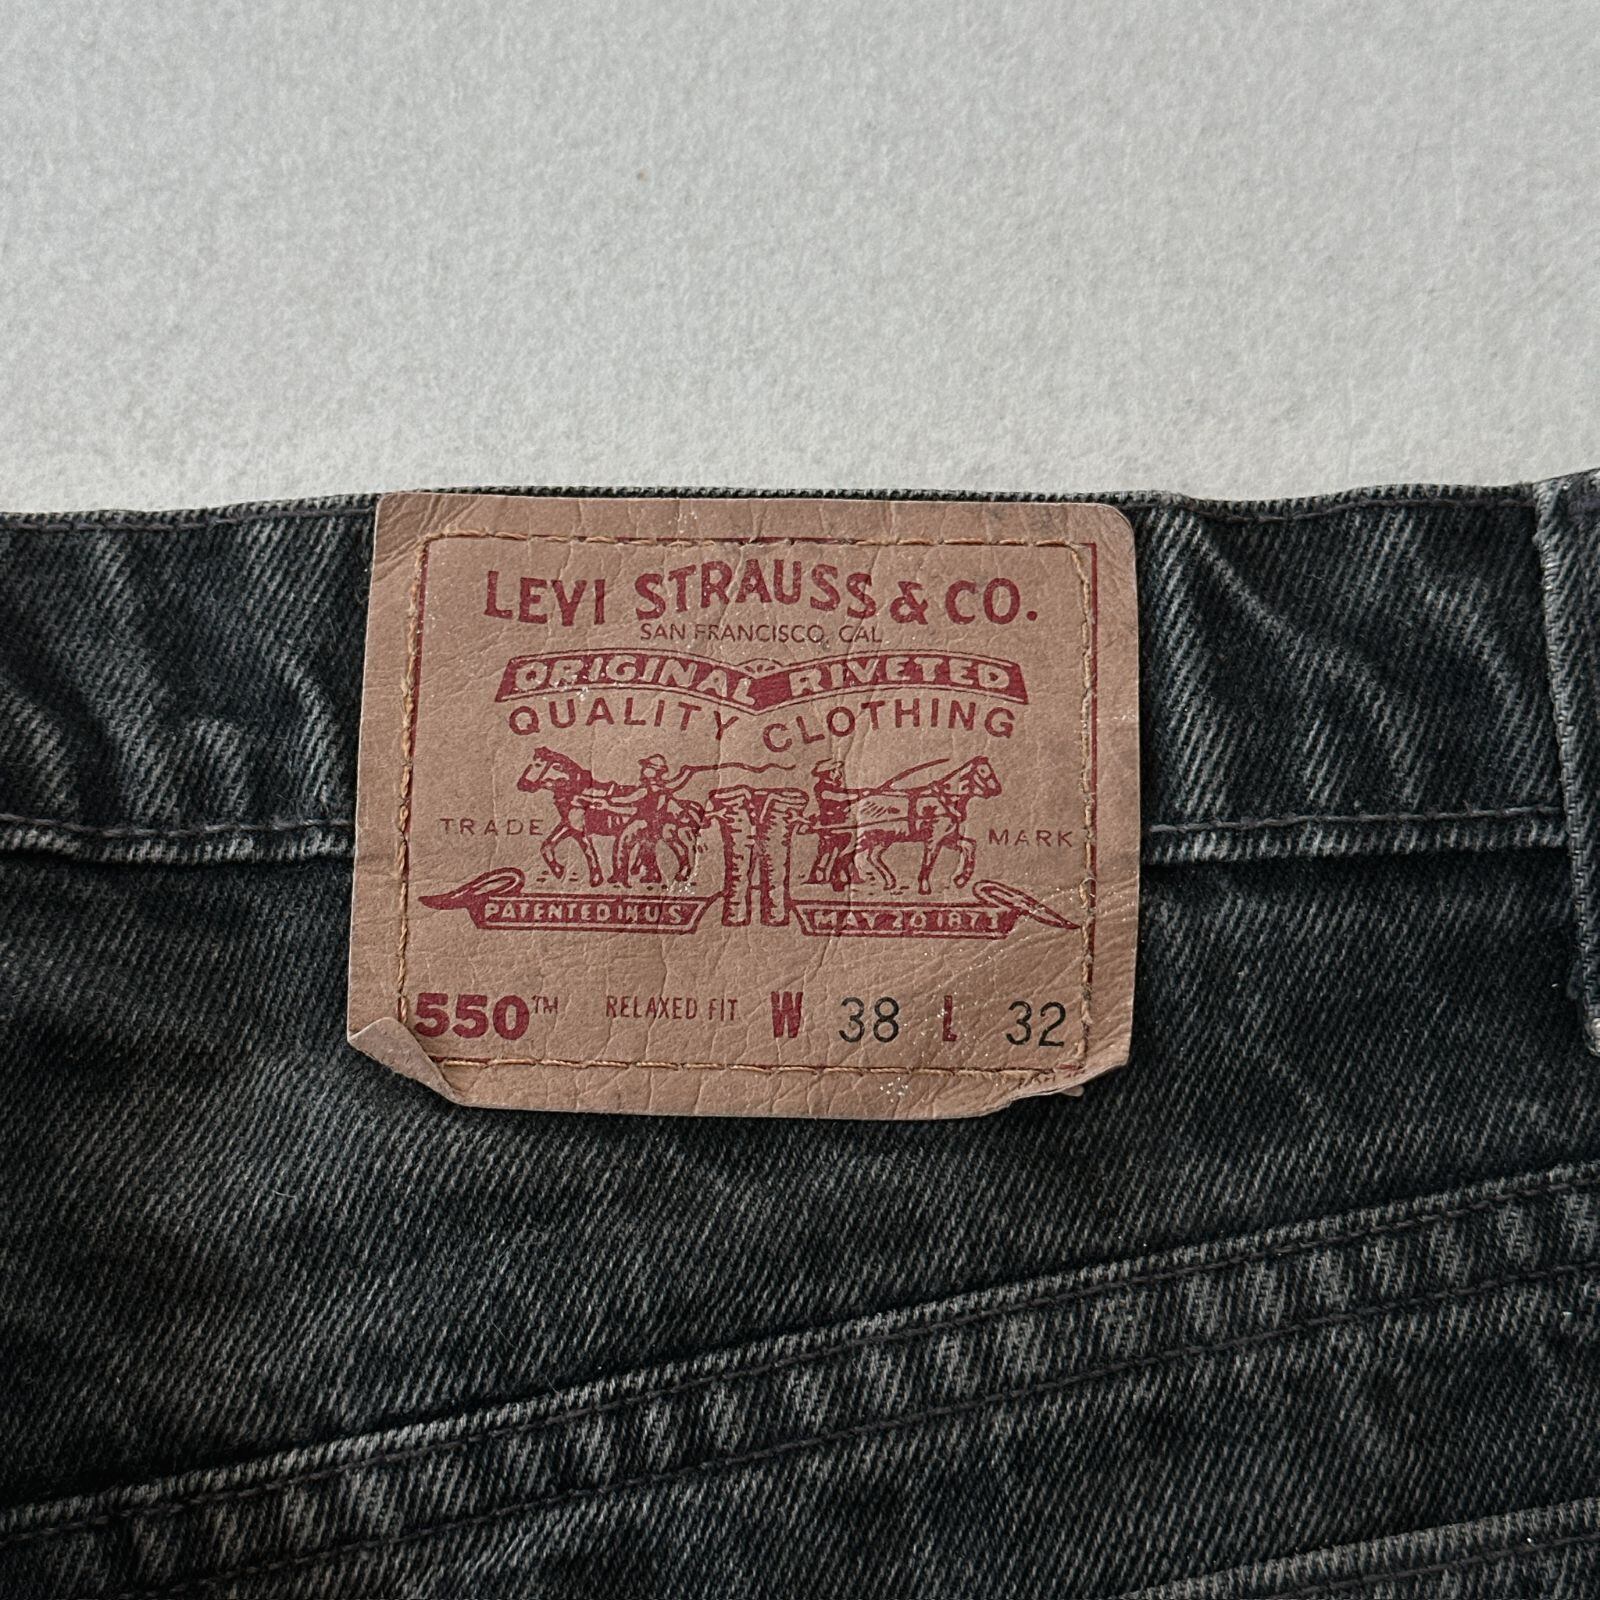 LEVI STRAUSS & CO.
SAN FRANCISCO, CAL
ORIGINAL RIVETED
QUALITY CLOTHING
TRADE MARK
PATENTED IN U.S. MAY 20 1873
550™ RELAXED FIT W 38 L 32